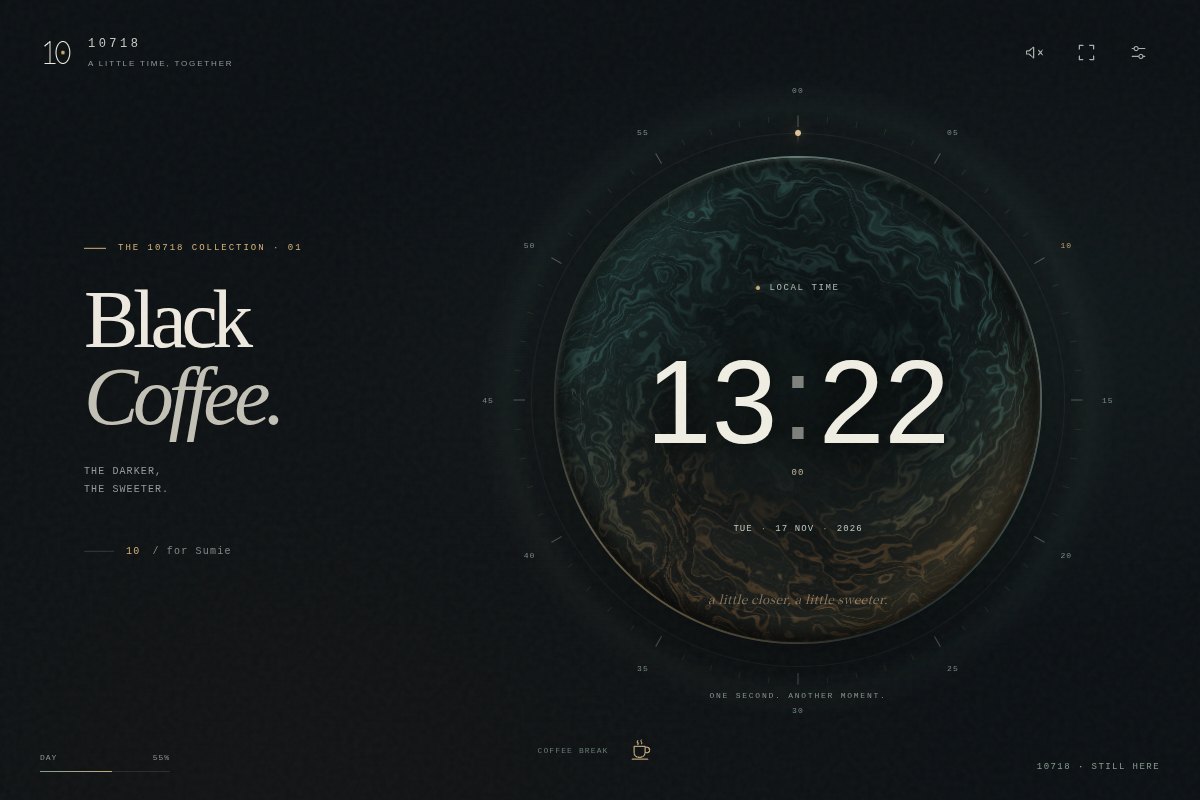 10
10718
A LITTLE TIME, TOGETHER
THE 10718 COLLECTION · 01
Black
Coffee.
THE DARKER,
THE SWEETER.
10 / for Sumie
00
05
10
15
20
25
30
35
40
45
50
55
LOCAL TIME
13:22
00
TUE · 17 NOV · 2026
a little closer, a little sweeter.
ONE SECOND. ANOTHER MOMENT.
DAY 55%
COFFEE BREAK
10718 · STILL HERE